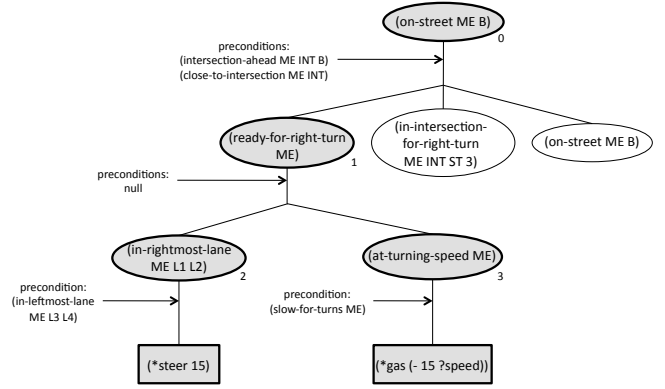 (on-street ME B)
0
preconditions:
(intersection-ahead ME INT B)
(close-to-intersection ME INT)
(ready-for-right-turn
ME)
1
(in-intersection-
for-right-turn
ME INT ST 3)
(on-street ME B)
preconditions:
null
(in-rightmost-lane
ME L1 L2)
2
(at-turning-speed ME)
3
precondition:
(in-leftmost-lane
ME L3 L4)
precondition:
(slow-for-turns ME)
(*steer 15)
(*gas (- 15 ?speed))